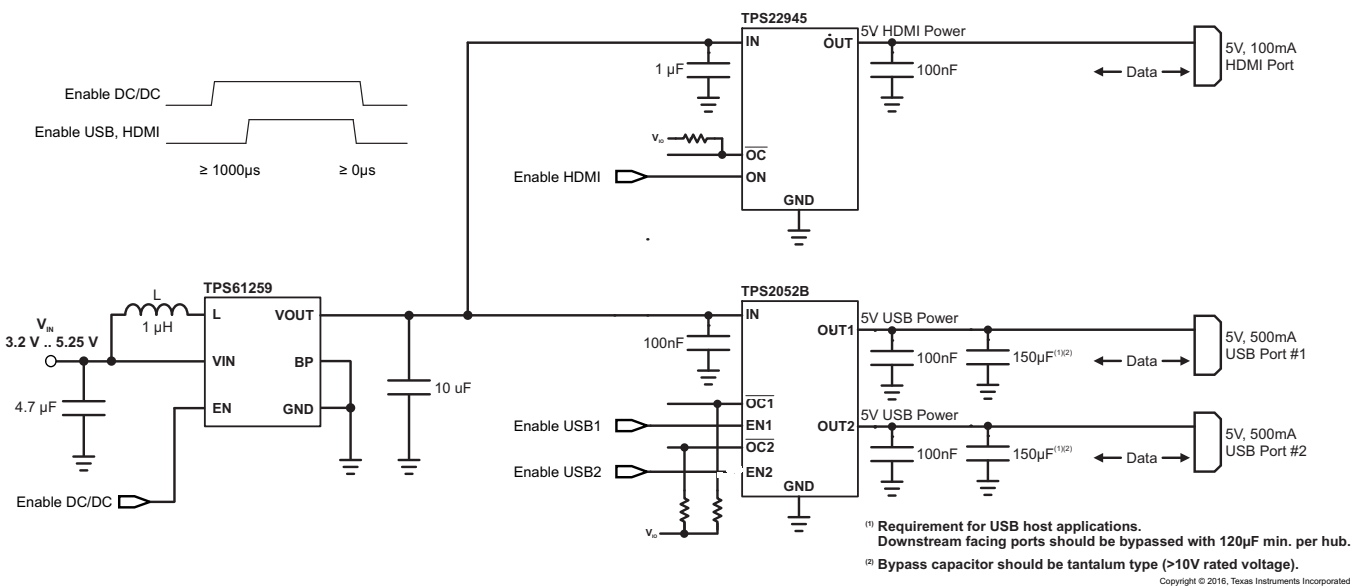 TPS22945
IN
OUT
5V HDMI Power
1 µF
100nF
5V, 100mA
HDMI Port
Data
Enable DC/DC
Enable USB, HDMI
≥ 1000µs
≥ 0µs
VIO
OC
Enable HDMI
ON
GND
TPS61259
L
1 µH
L
VOUT
VIN
3.2 V .. 5.25 V
VIN
BP
4.7 µF
EN
GND
10 uF
Enable DC/DC
TPS2052B
IN
OUT1
5V USB Power
100nF
100nF
150µF(1)(2)
5V, 500mA
USB Port #1
Data
OC1
Enable USB1
EN1
OUT2
5V USB Power
OC2
Enable USB2
EN2
100nF
150µF(1)(2)
5V, 500mA
USB Port #2
Data
GND
VIO
(1) Requirement for USB host applications.
Downstream facing ports should be bypassed with 120µF min. per hub.
(2) Bypass capacitor should be tantalum type (>10V rated voltage).
Copyright © 2016, Texas Instruments Incorporated